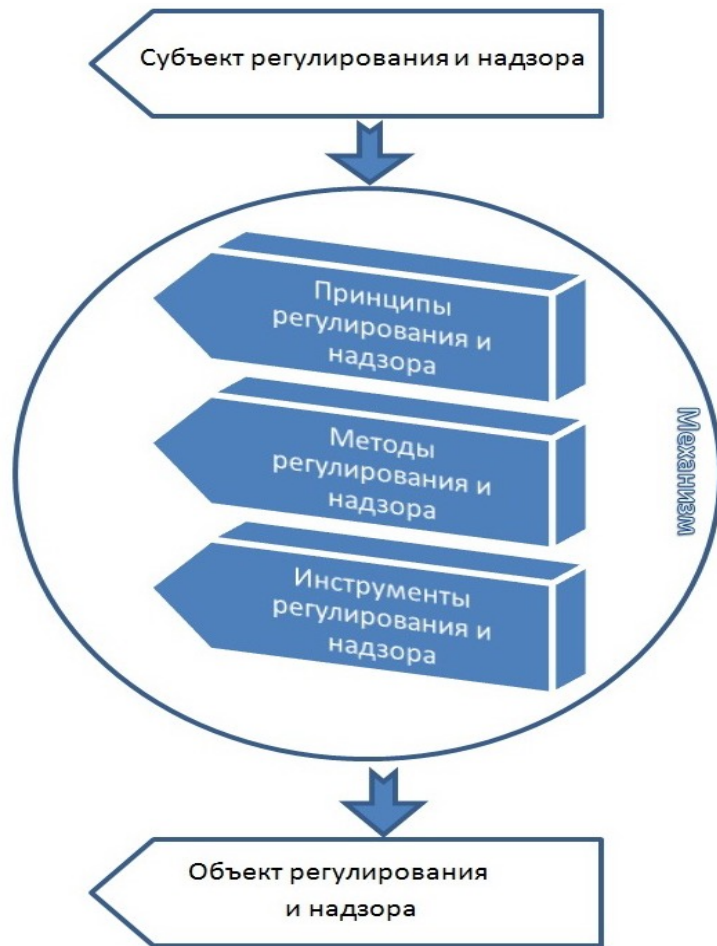 Субъект регулирования и надзора
Принципы
регулирования и
надзора
Методы
регулирования и
надзора
Механизм
Инструменты
регулирования и
надзора
Объект регулирования
и надзора